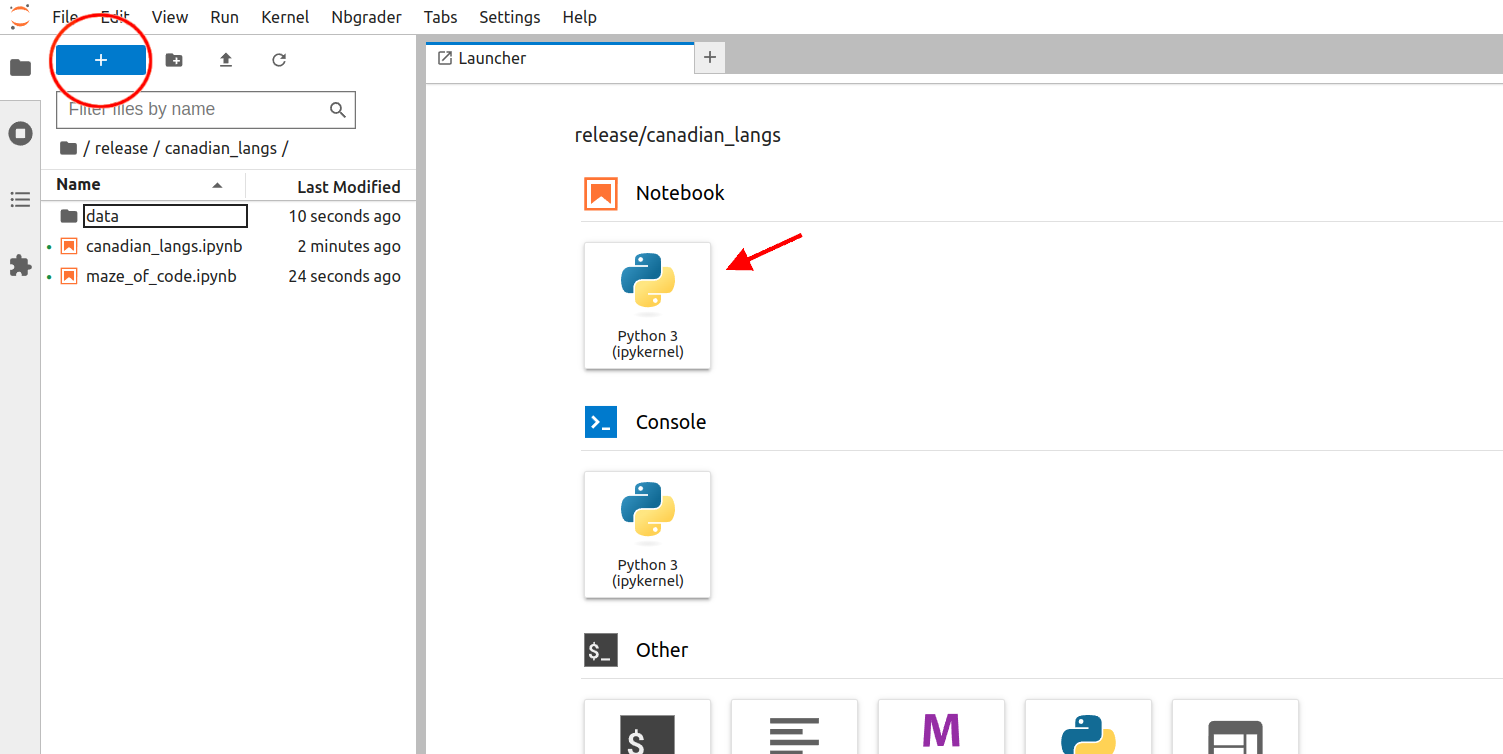 File Edit View Run Kernel Nbgrader Tabs Settings Help
+
Launcher +
Filter files by name
/ release / canadian_langs /
Name Last Modified
data 10 seconds ago
canadian_langs.ipynb 2 minutes ago
maze_of_code.ipynb 24 seconds ago
release/canadian_langs
Notebook
Python 3
(ipykernel)
Console
Python 3
(ipykernel)
$_ Other
$_ M